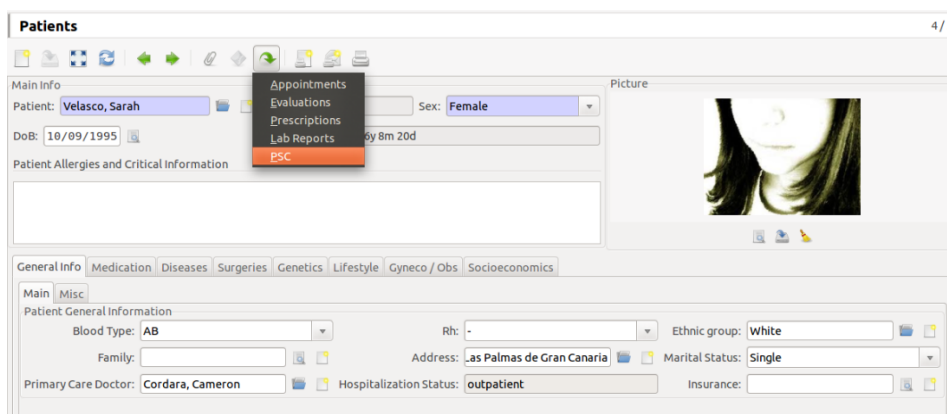 Patients
4/
Main Info
Picture
Appointments
Evaluations
Prescriptions
Lab Reports
PSC
Patient: Velasco, Sarah Sex: Female
DoB: 10/09/1995 6y 8m 20d
Patient Allergies and Critical Information
General Info Medication Diseases Surgeries Genetics Lifestyle Gyneco / Obs Socioeconomics
Main Misc
Patient General Information
Blood Type: AB Rh: - Ethnic group: White
Family: Address: Las Palmas de Gran Canaria Marital Status: Single
Primary Care Doctor: Cordara, Cameron Hospitalization Status: outpatient Insurance: